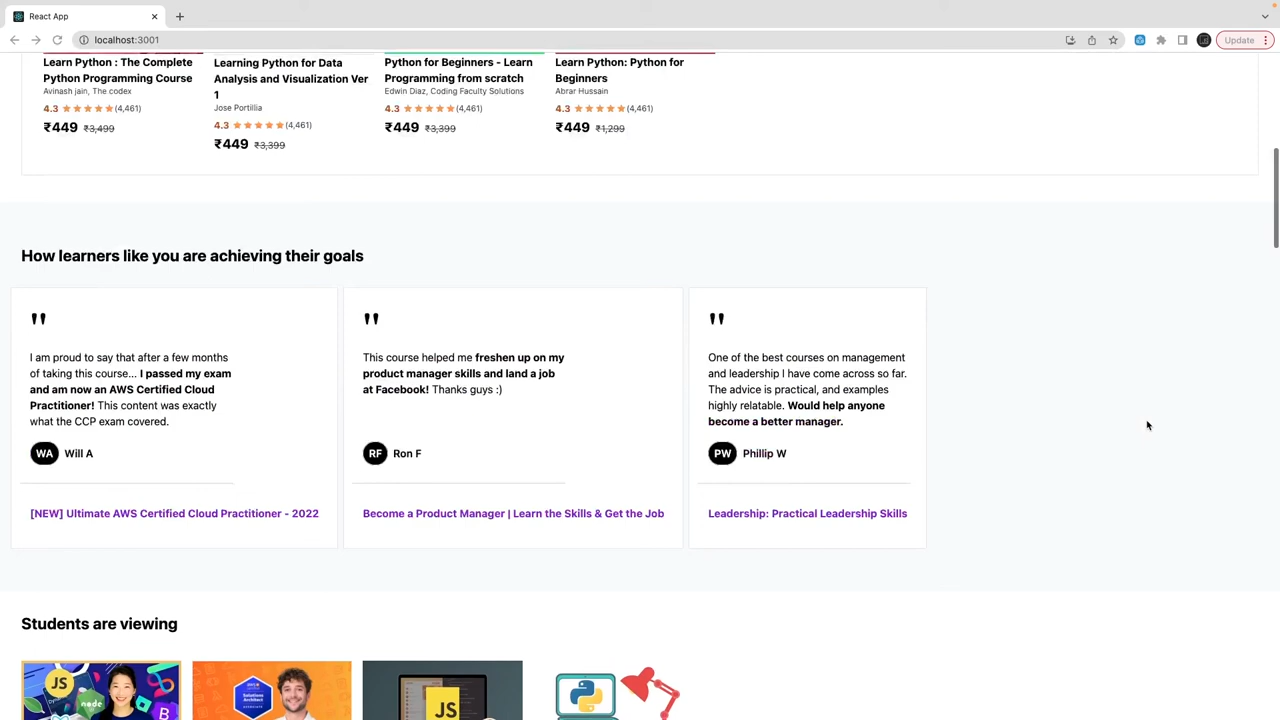 React App
localhost:3001
Update
Learn Python : The Complete
Python Programming Course
Avinash jain, The codex
4.3 (4,461)
₹449 ₹3,499
Learning Python for Data
Analysis and Visualization Ver
1
Jose Portillia
4.3 (4,461)
₹449 ₹3,399
Python for Beginners - Learn
Programming from scratch
Edwin Diaz, Coding Faculty Solutions
4.3 (4,461)
₹449 ₹3,399
Learn Python: Python for
Beginners
Abrar Hussain
4.3 (4,461)
₹449 ₹1,299
How learners like you are achieving their goals
"
I am proud to say that after a few months
of taking this course... I passed my exam
and am now an AWS Certified Cloud
Practitioner! This content was exactly
what the CCP exam covered.
WA Will A
[NEW] Ultimate AWS Certified Cloud Practitioner - 2022
"
This course helped me freshen up on my
product manager skills and land a job
at Facebook! Thanks guys :)
RF Ron F
Become a Product Manager | Learn the Skills & Get the Job
"
One of the best courses on management
and leadership I have come across so far.
The advice is practical, and examples
highly relatable. Would help anyone
become a better manager.
PW Phillip W
Leadership: Practical Leadership Skills
Students are viewing
JS
node
B
Solutions
Architect
JS